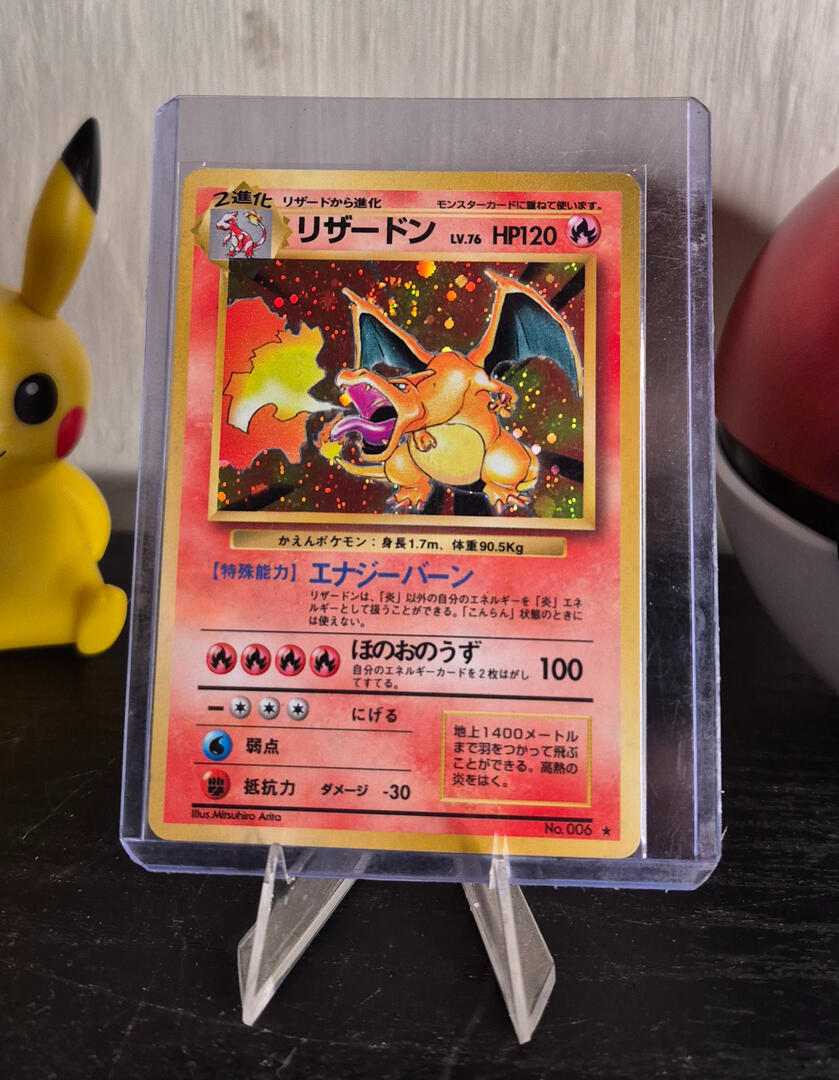 2進化 リザードから進化 モンスターカードに重ねて使います。
リザードン LV.76 HP120
かえんポケモン：身長1.7m、体重90.5Kg
【特殊能力】エナジーバーン
リザードンは、「炎」以外の自分のエネルギーを「炎」エネ
ルギーとして扱うことができる。「こんらん」状態のときに
は使えない。
ほのおのうず 100
自分のエネルギーカードを2枚はがし
てすてる。
ー にげる
弱点
抵抗力 ダメージ -30
地上1400メートル
まで羽をつかって飛ぶ
ことができる。高熱の
炎をはく。
Illus.Mitsuhiro Arita
No. 006 ★